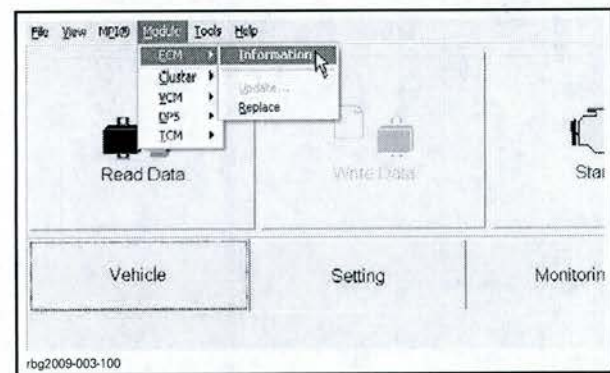 File View MPI® Module Tools Help
ECM Information
Cluster Update...
VCM Replace
DPS
TCM
Read Data Write Data Star
Vehicle Setting Monitorin
rbg2009-003-100